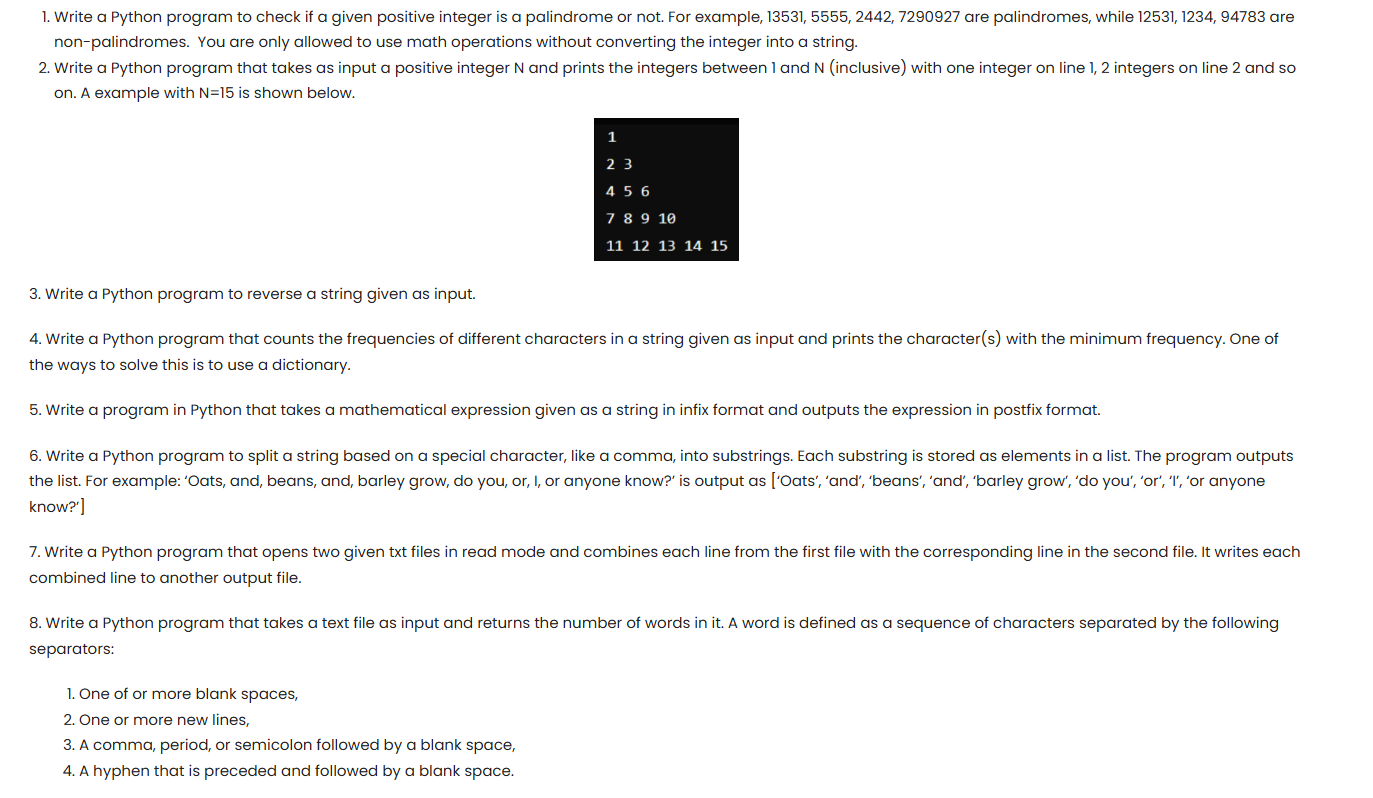 1. Write a Python program to check if a given positive integer is a palindrome or not. For example, 13531, 5555, 2442, 7290927 are palindromes, while 12531, 1234, 94783 are
non-palindromes.  You are only allowed to use math operations without converting the integer into a string.
2. Write a Python program that takes as input a positive integer N and prints the integers between 1 and N (inclusive) with one integer on line 1, 2 integers on line 2 and so
on. A example with N=15 is shown below.
1
2 3
4 5 6
7 8 9 10
11 12 13 14 15
3. Write a Python program to reverse a string given as input.
4. Write a Python program that counts the frequencies of different characters in a string given as input and prints the character(s) with the minimum frequency. One of
the ways to solve this is to use a dictionary.
5. Write a program in Python that takes a mathematical expression given as a string in infix format and outputs the expression in postfix format.
6. Write a Python program to split a string based on a special character, like a comma, into substrings. Each substring is stored as elements in a list. The program outputs
the list. For example: ‘Oats, and, beans, and, barley grow, do you, or, I, or anyone know?’ is output as [‘Oats’, ‘and’, ‘beans’, ‘and’, ‘barley grow’, ‘do you’, ‘or’, ‘I’, ‘or anyone
know?’]
7. Write a Python program that opens two given txt files in read mode and combines each line from the first file with the corresponding line in the second file. It writes each
combined line to another output file.
8. Write a Python program that takes a text file as input and returns the number of words in it. A word is defined as a sequence of characters separated by the following
separators:
1. One of or more blank spaces,
2. One or more new lines,
3. A comma, period, or semicolon followed by a blank space,
4. A hyphen that is preceded and followed by a blank space.